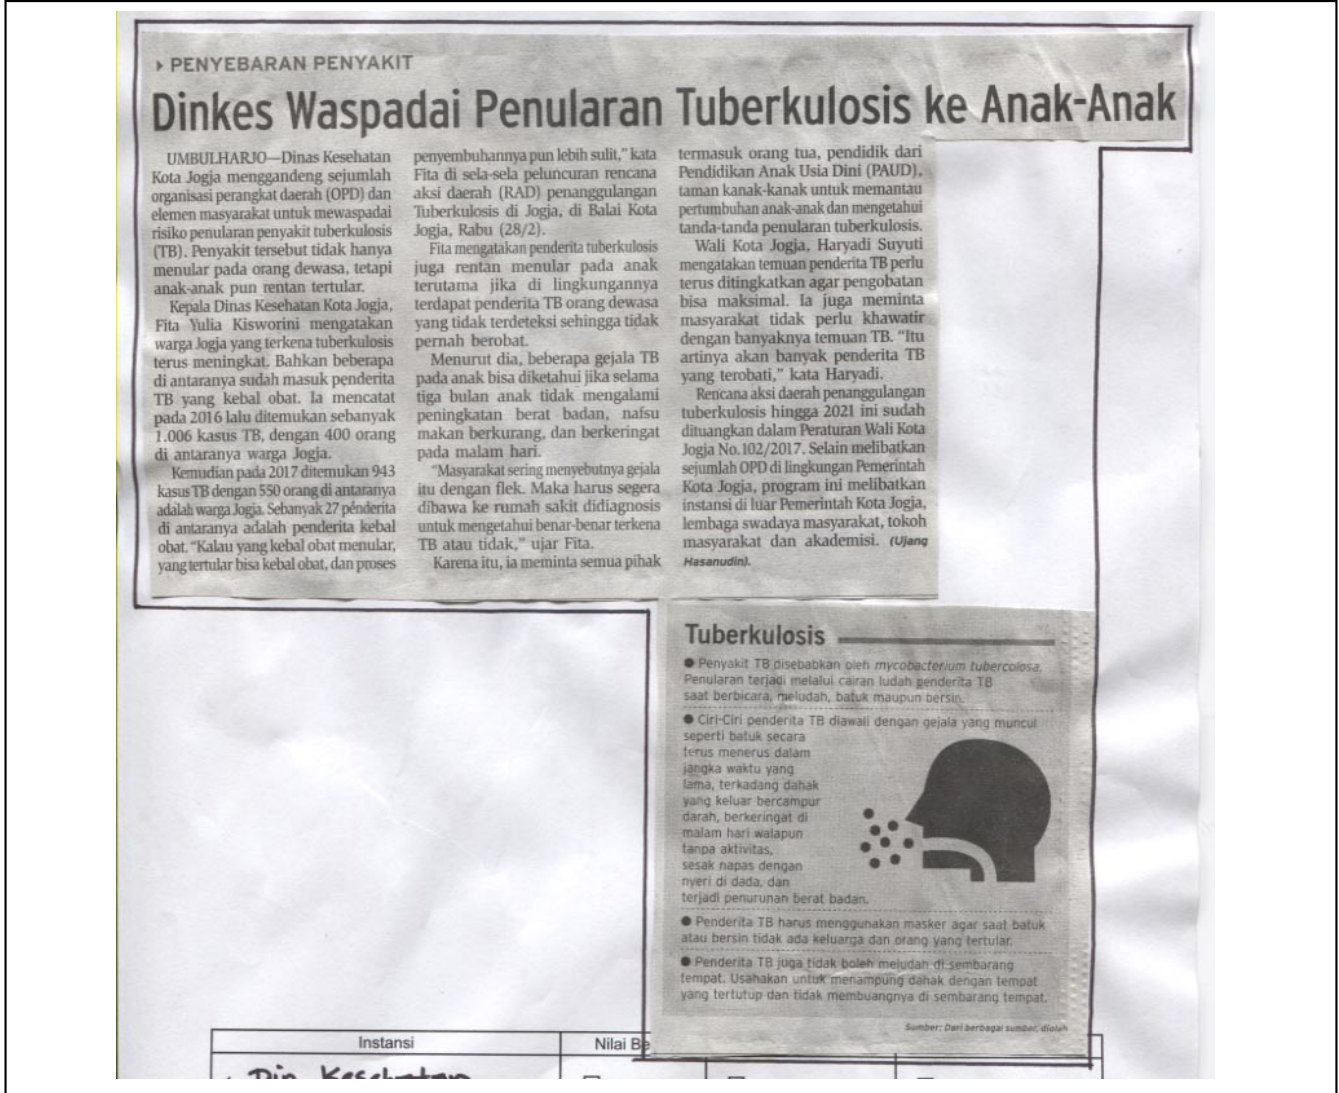 PENYEBARAN PENYAKIT
Dinkes Waspadai Penularan Tuberkulosis ke Anak-Anak
UMBULHARJO—Dinas Kesehatan
Kota Jogja menggandeng sejumlah
organisasi perangkat daerah (OPD) dan
elemen masyarakat untuk mewaspadai
risiko penularan penyakit tuberkulosis
(TB). Penyakit tersebut tidak hanya
menular pada orang dewasa, tetapi
anak-anak pun rentan tertular.
Kepala Dinas Kesehatan Kota Jogja,
Fita Yulia Kisworini mengatakan
warga Jogja yang terkena tuberkulosis
terus meningkat. Bahkan beberapa
di antaranya sudah masuk penderita
TB yang kebal obat. Ia mencatat
pada 2016 lalu ditemukan sebanyak
1.006 kasus TB, dengan 400 orang
di antaranya warga Jogja.
Kemudian pada 2017 ditemukan 943
kasus TB dengan 550 orang di antaranya
adalah warga Jogja. Sebanyak 27 penderita
di antaranya adalah penderita kebal
obat. "Kalau yang kebal obat menular,
yang tertular bisa kebal obat, dan proses
penyembuhannya pun lebih sulit," kata
Fita di sela-sela peluncuran rencana
aksi daerah (RAD) penanggulangan
Tuberkulosis di Jogja, di Balai Kota
Jogja, Rabu (28/2).
Fita mengatakan penderita tuberkulosis
juga rentan menular pada anak
terutama jika di lingkungannya
terdapat penderita TB orang dewasa
yang tidak terdeteksi sehingga tidak
pernah berobat.
Menurut dia, beberapa gejala TB
pada anak bisa diketahui jika selama
tiga bulan anak tidak mengalami
peningkatan berat badan, nafsu
makan berkurang, dan berkeringat
pada malam hari.
"Masyarakat sering menyebutnya gejala
itu dengan flek. Maka harus segera
dibawa ke rumah sakit didiagnosis
untuk mengetahui benar-benar terkena
TB atau tidak," ujar Fita.
Karena itu, ia meminta semua pihak
termasuk orang tua, pendidik dari
Pendidikan Anak Usia Dini (PAUD),
taman kanak-kanak untuk memantau
pertumbuhan anak-anak dan mengetahui
tanda-tanda penularan tuberkulosis.
Wali Kota Jogja, Haryadi Suyuti
mengatakan temuan penderita TB perlu
terus ditingkatkan agar pengobatan
bisa maksimal. Ia juga meminta
masyarakat tidak perlu khawatir
dengan banyaknya temuan TB. "Itu
artinya akan banyak penderita TB
yang terobati," kata Haryadi.
Rencana aksi daerah penanggulangan
tuberkulosis hingga 2021 ini sudah
dituangkan dalam Peraturan Wali Kota
Jogja No.102/2017. Selain melibatkan
sejumlah OPD di lingkungan Pemerintah
Kota Jogja, program ini melibatkan
instansi di luar Pemerintah Kota Jogja,
lembaga swadaya masyarakat, tokoh
masyarakat dan akademisi. (Ujang
Hasanudin).
Tuberkulosis
● Penyakit TB disebabkan oleh mycobacterium tubercolosa.
Penularan terjadi melalui cairan ludah penderita TB
saat berbicara, meludah, batuk maupun bersin.
● Ciri-Ciri penderita TB diawali dengan gejala yang muncul
seperti batuk secara
terus menerus dalam
jangka waktu yang
lama, terkadang dahak
yang keluar bercampur
darah, berkeringat di
malam hari walapun
tanpa aktivitas,
sesak napas dengan
nyeri di dada, dan
terjadi penurunan berat badan.
● Penderita TB harus menggunakan masker agar saat batuk
atau bersin tidak ada keluarga dan orang yang tertular.
● Penderita TB juga tidak boleh meludah di sembarang
tempat. Usahakan untuk menampung dahak dengan tempat
yang tertutup dan tidak membuangnya di sembarang tempat.
Sumber: Dari berbagai sumber, diolah
Instansi
Nilai Be
Din Kesehatan